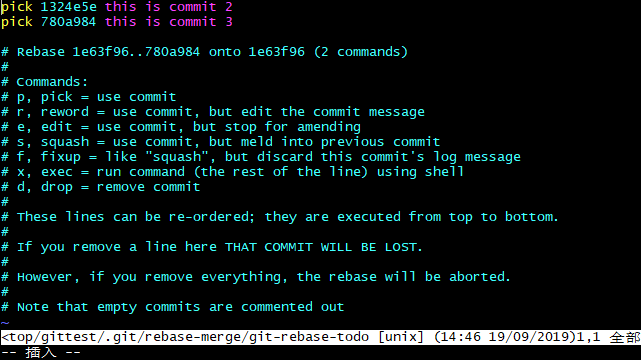 pick 1324e5e this is commit 2
pick 780a984 this is commit 3

# Rebase 1e63f96..780a984 onto 1e63f96 (2 commands)
#
# Commands:
# p, pick = use commit
# r, reword = use commit, but edit the commit message
# e, edit = use commit, but stop for amending
# s, squash = use commit, but meld into previous commit
# f, fixup = like "squash", but discard this commit's log message
# x, exec = run command (the rest of the line) using shell
# d, drop = remove commit
#
# These lines can be re-ordered; they are executed from top to bottom.
#
# If you remove a line here THAT COMMIT WILL BE LOST.
#
# However, if you remove everything, the rebase will be aborted.
#
# Note that empty commits are commented out
~
<top/gittest/.git/rebase-merge/git-rebase-todo [unix] (14:46 19/09/2019)1,1 全部
-- 插入 --